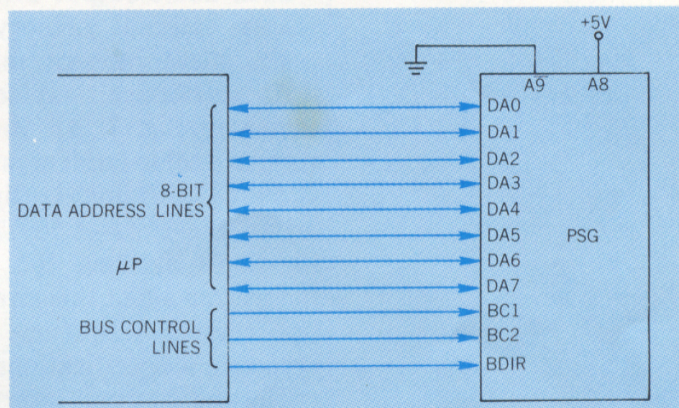 +5V
A9̅ A8
DA0
DA1
DA2
DA3
8-BIT
DATA ADDRESS LINES
DA4
DA5
PSG
μP
DA6
DA7
BUS CONTROL
LINES
BC1
BC2
BDIR